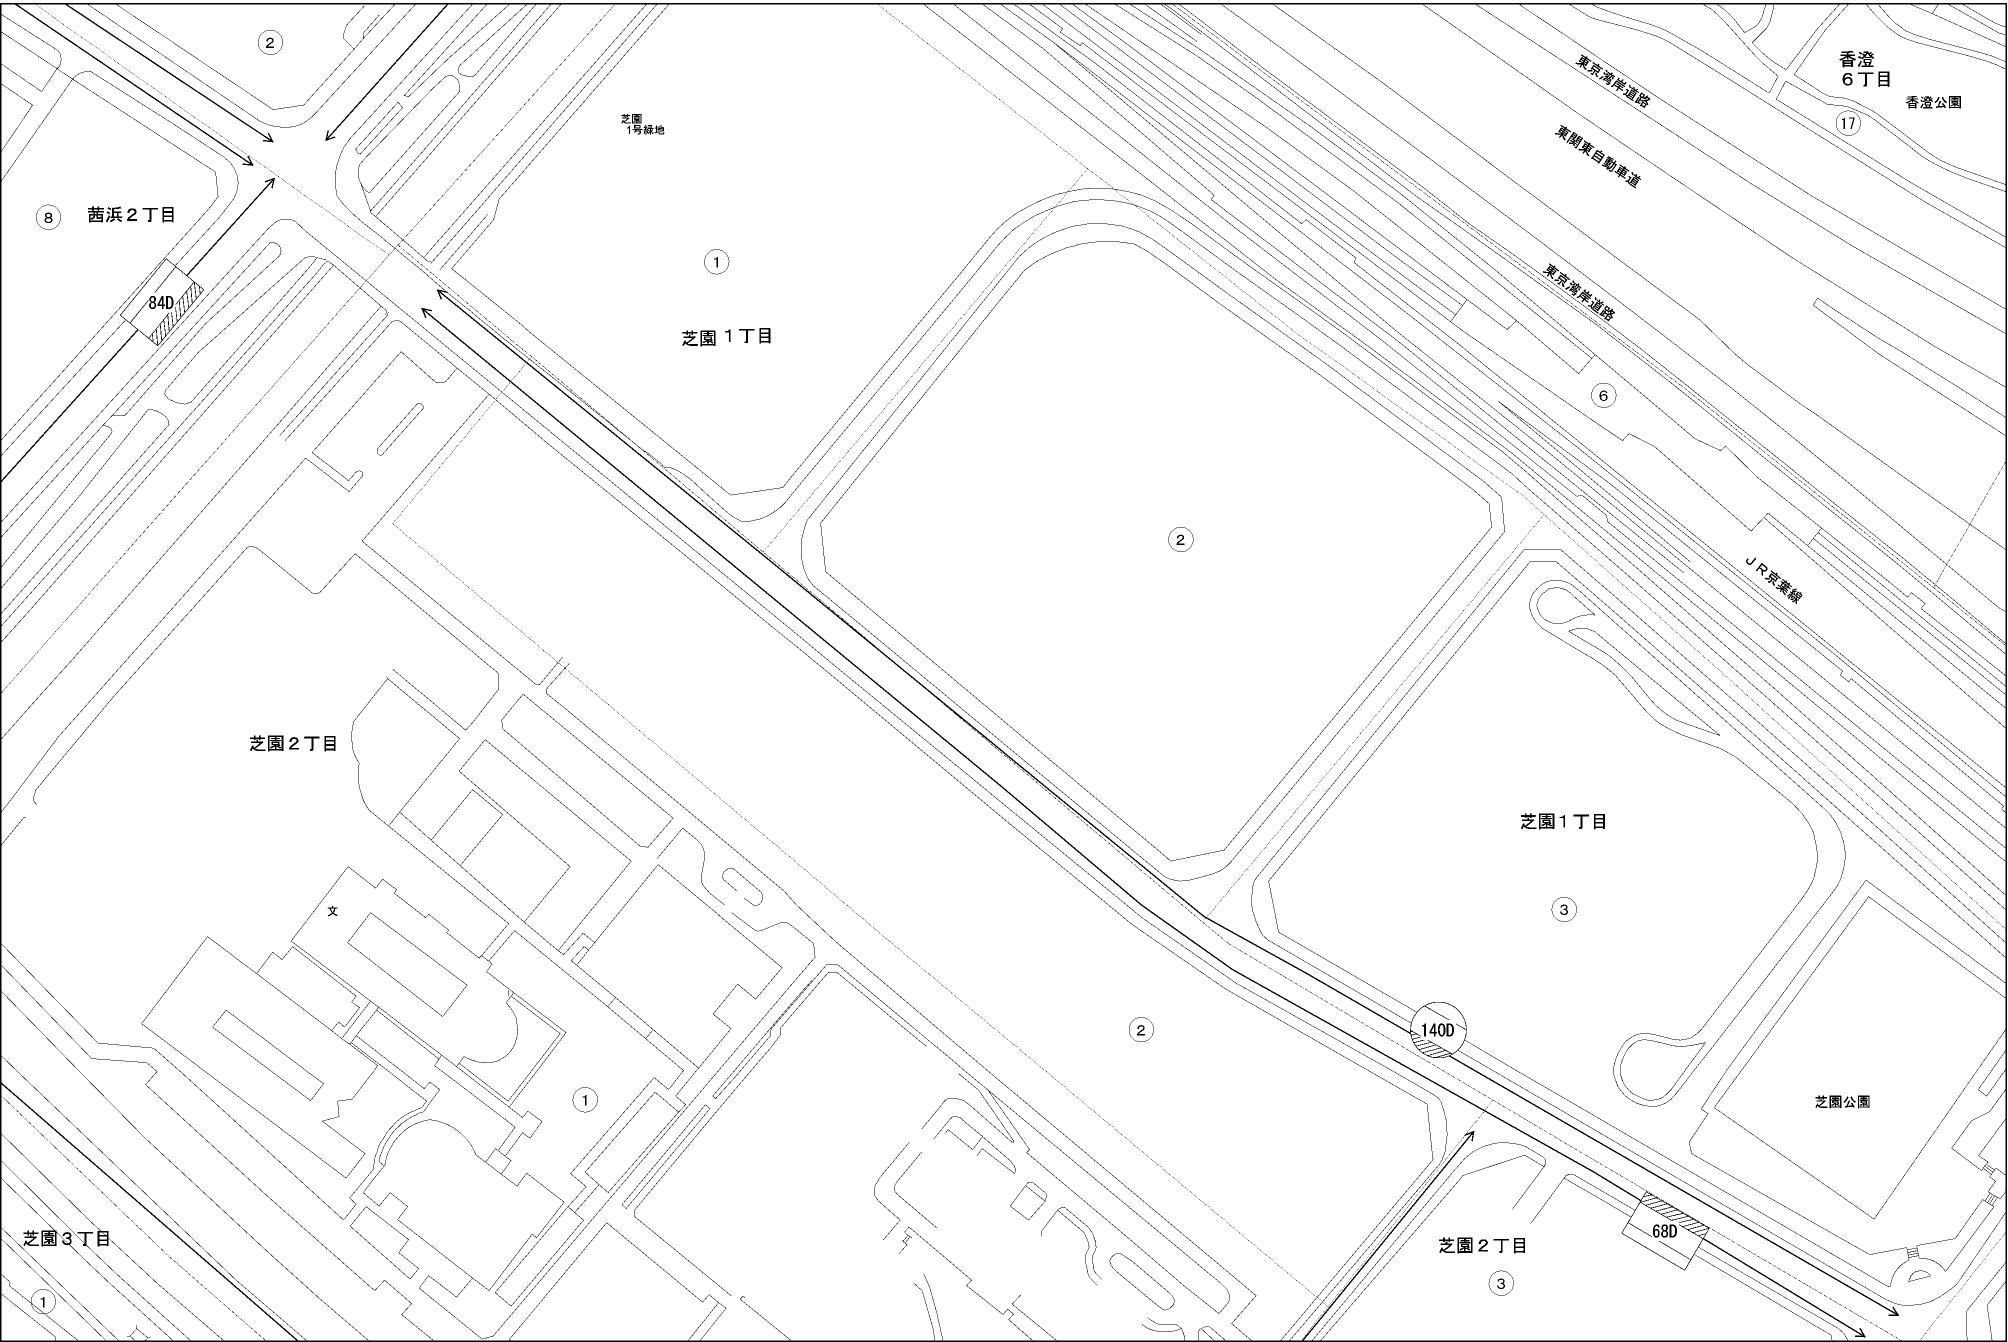 ②
東京湾岸道路
香澄
６丁目
香澄公園
⑰
芝園
1号緑地
東関東自動車道
⑧
茜浜２丁目
①
84D
東京湾岸道路
芝園１丁目
⑥
②
ＪＲ京葉線
芝園２丁目
芝園１丁目
文
③
②
140D
①
芝園公園
芝園３丁目
68D
芝園２丁目
③
①